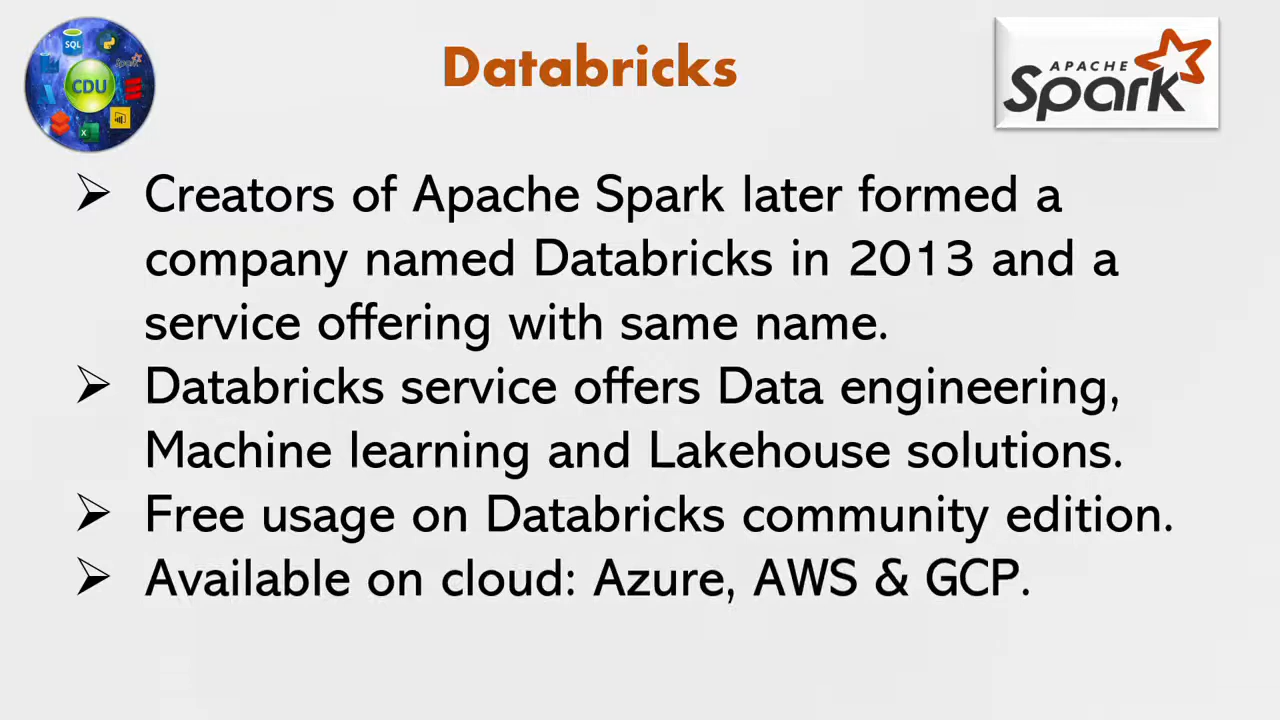 SQL
Spark
CDU
Databricks
APACHE
Spark
Creators of Apache Spark later formed a
company named Databricks in 2013 and a
service offering with same name.
Databricks service offers Data engineering,
Machine learning and Lakehouse solutions.
Free usage on Databricks community edition.
Available on cloud: Azure, AWS & GCP.